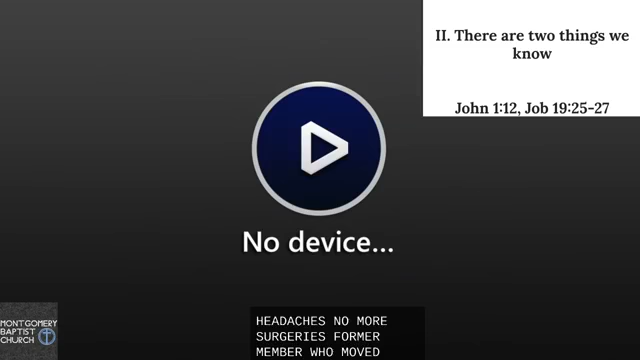 II. There are two things we
know
John 1:12, Job 19:25-27
No device...
MONTGOMERY
BAPTIST
CHURCH
HEADACHES NO MORE
SURGERIES FORMER
MEMBER WHO MOVED